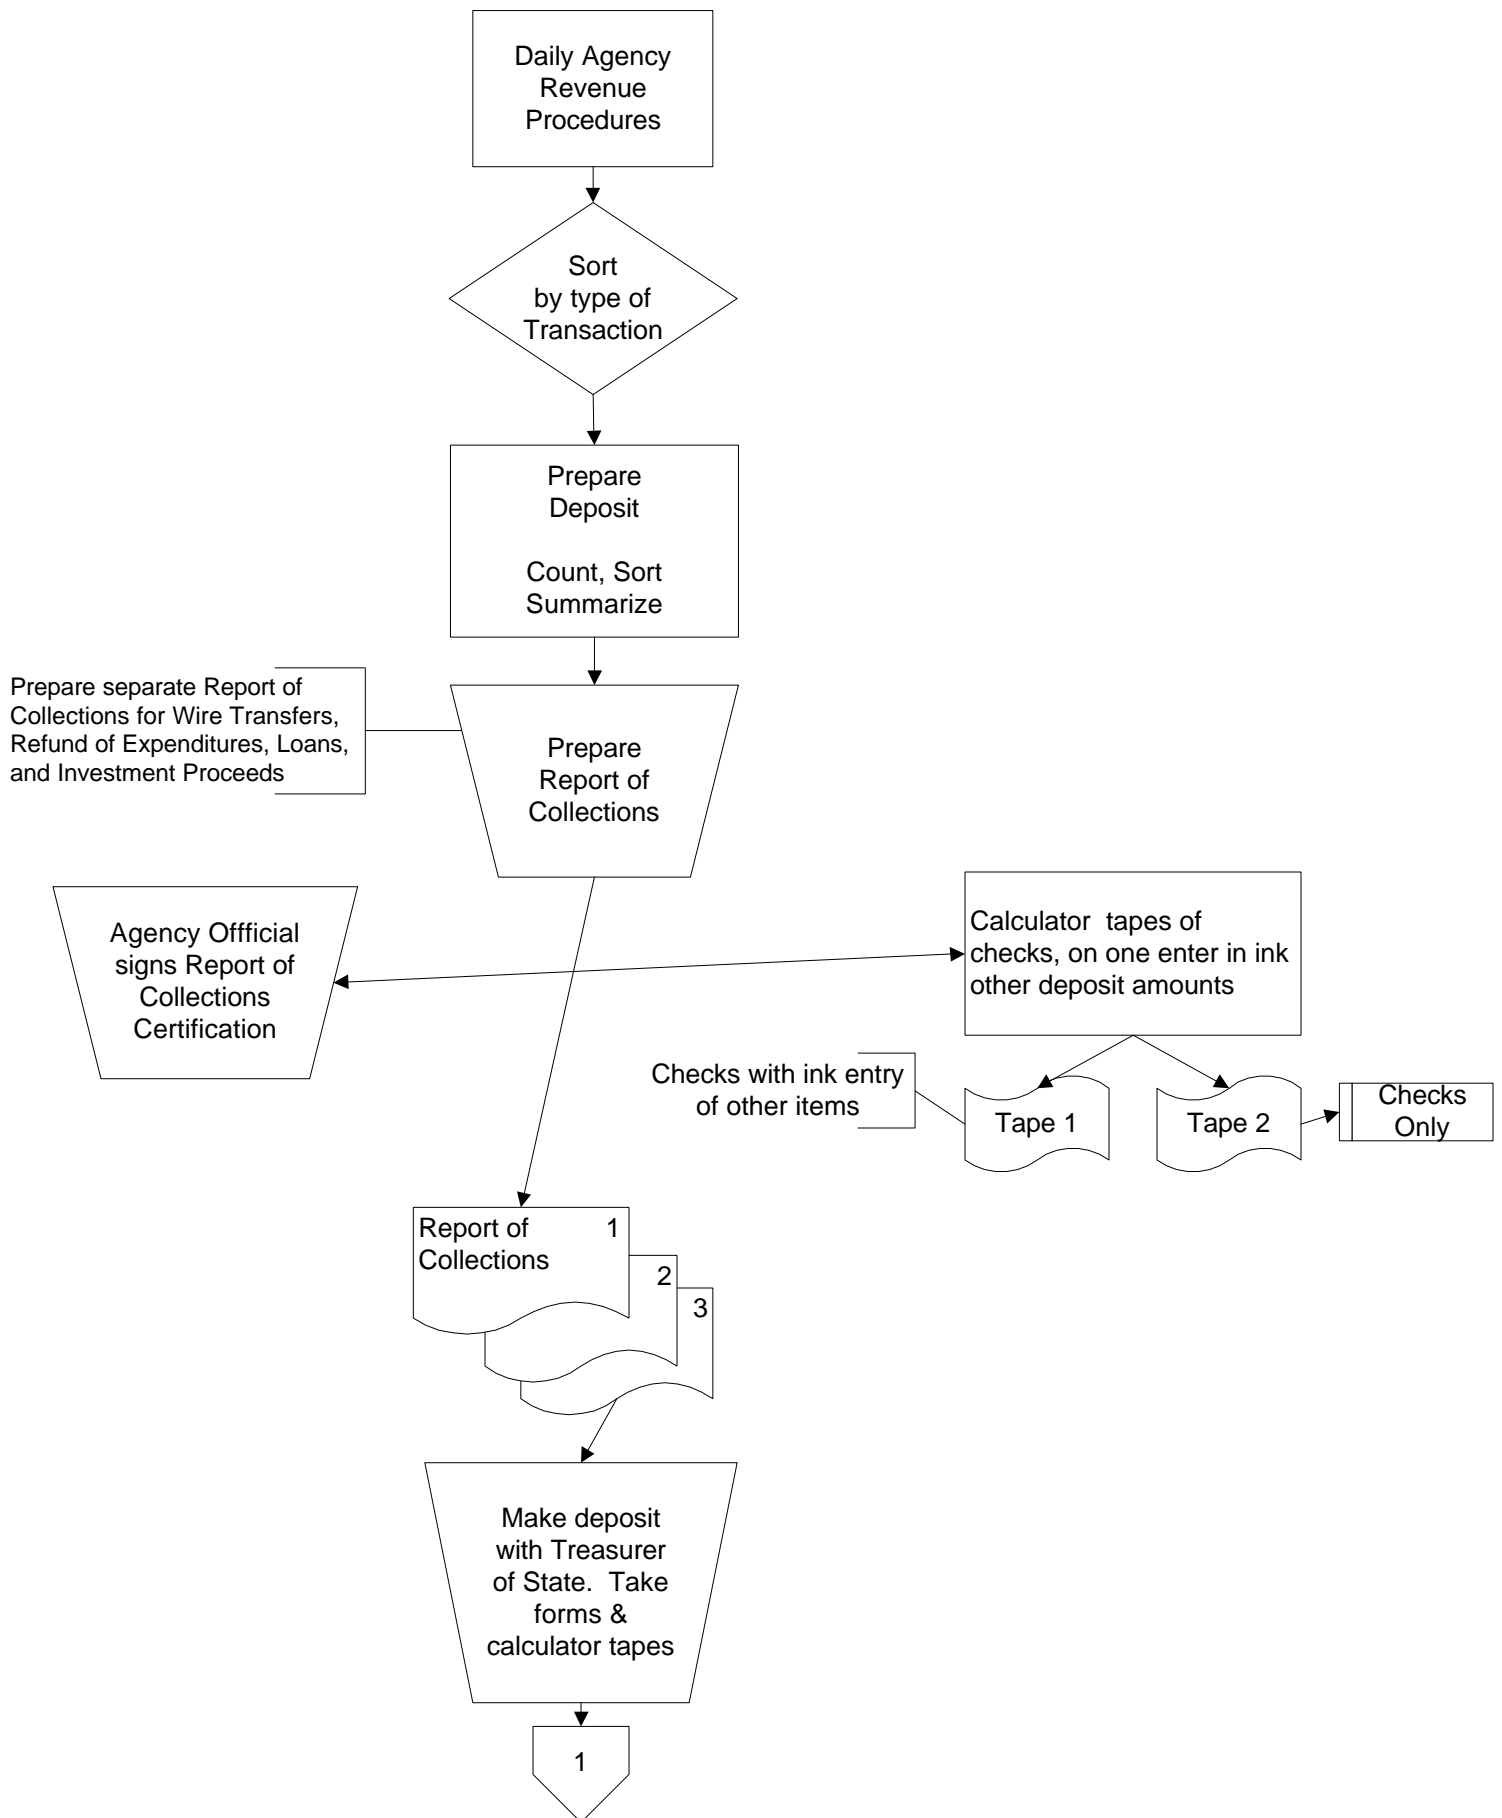 Daily Agency
Revenue
Procedures
Sort
by type of
Transaction
Prepare
Deposit
Count, Sort
Summarize
Prepare separate Report of
Collections for Wire Transfers,
Refund of Expenditures, Loans,
and Investment Proceeds
Prepare
Report of
Collections
Agency Offficial
signs Report of
Collections
Certification
Calculator tapes of
checks, on one enter in ink
other deposit amounts
Checks with ink entry
of other items
Tape 1
Tape 2
Checks
Only
Report of 1
Collections
2
3
Make deposit
with Treasurer
of State. Take
forms &
calculator tapes
1